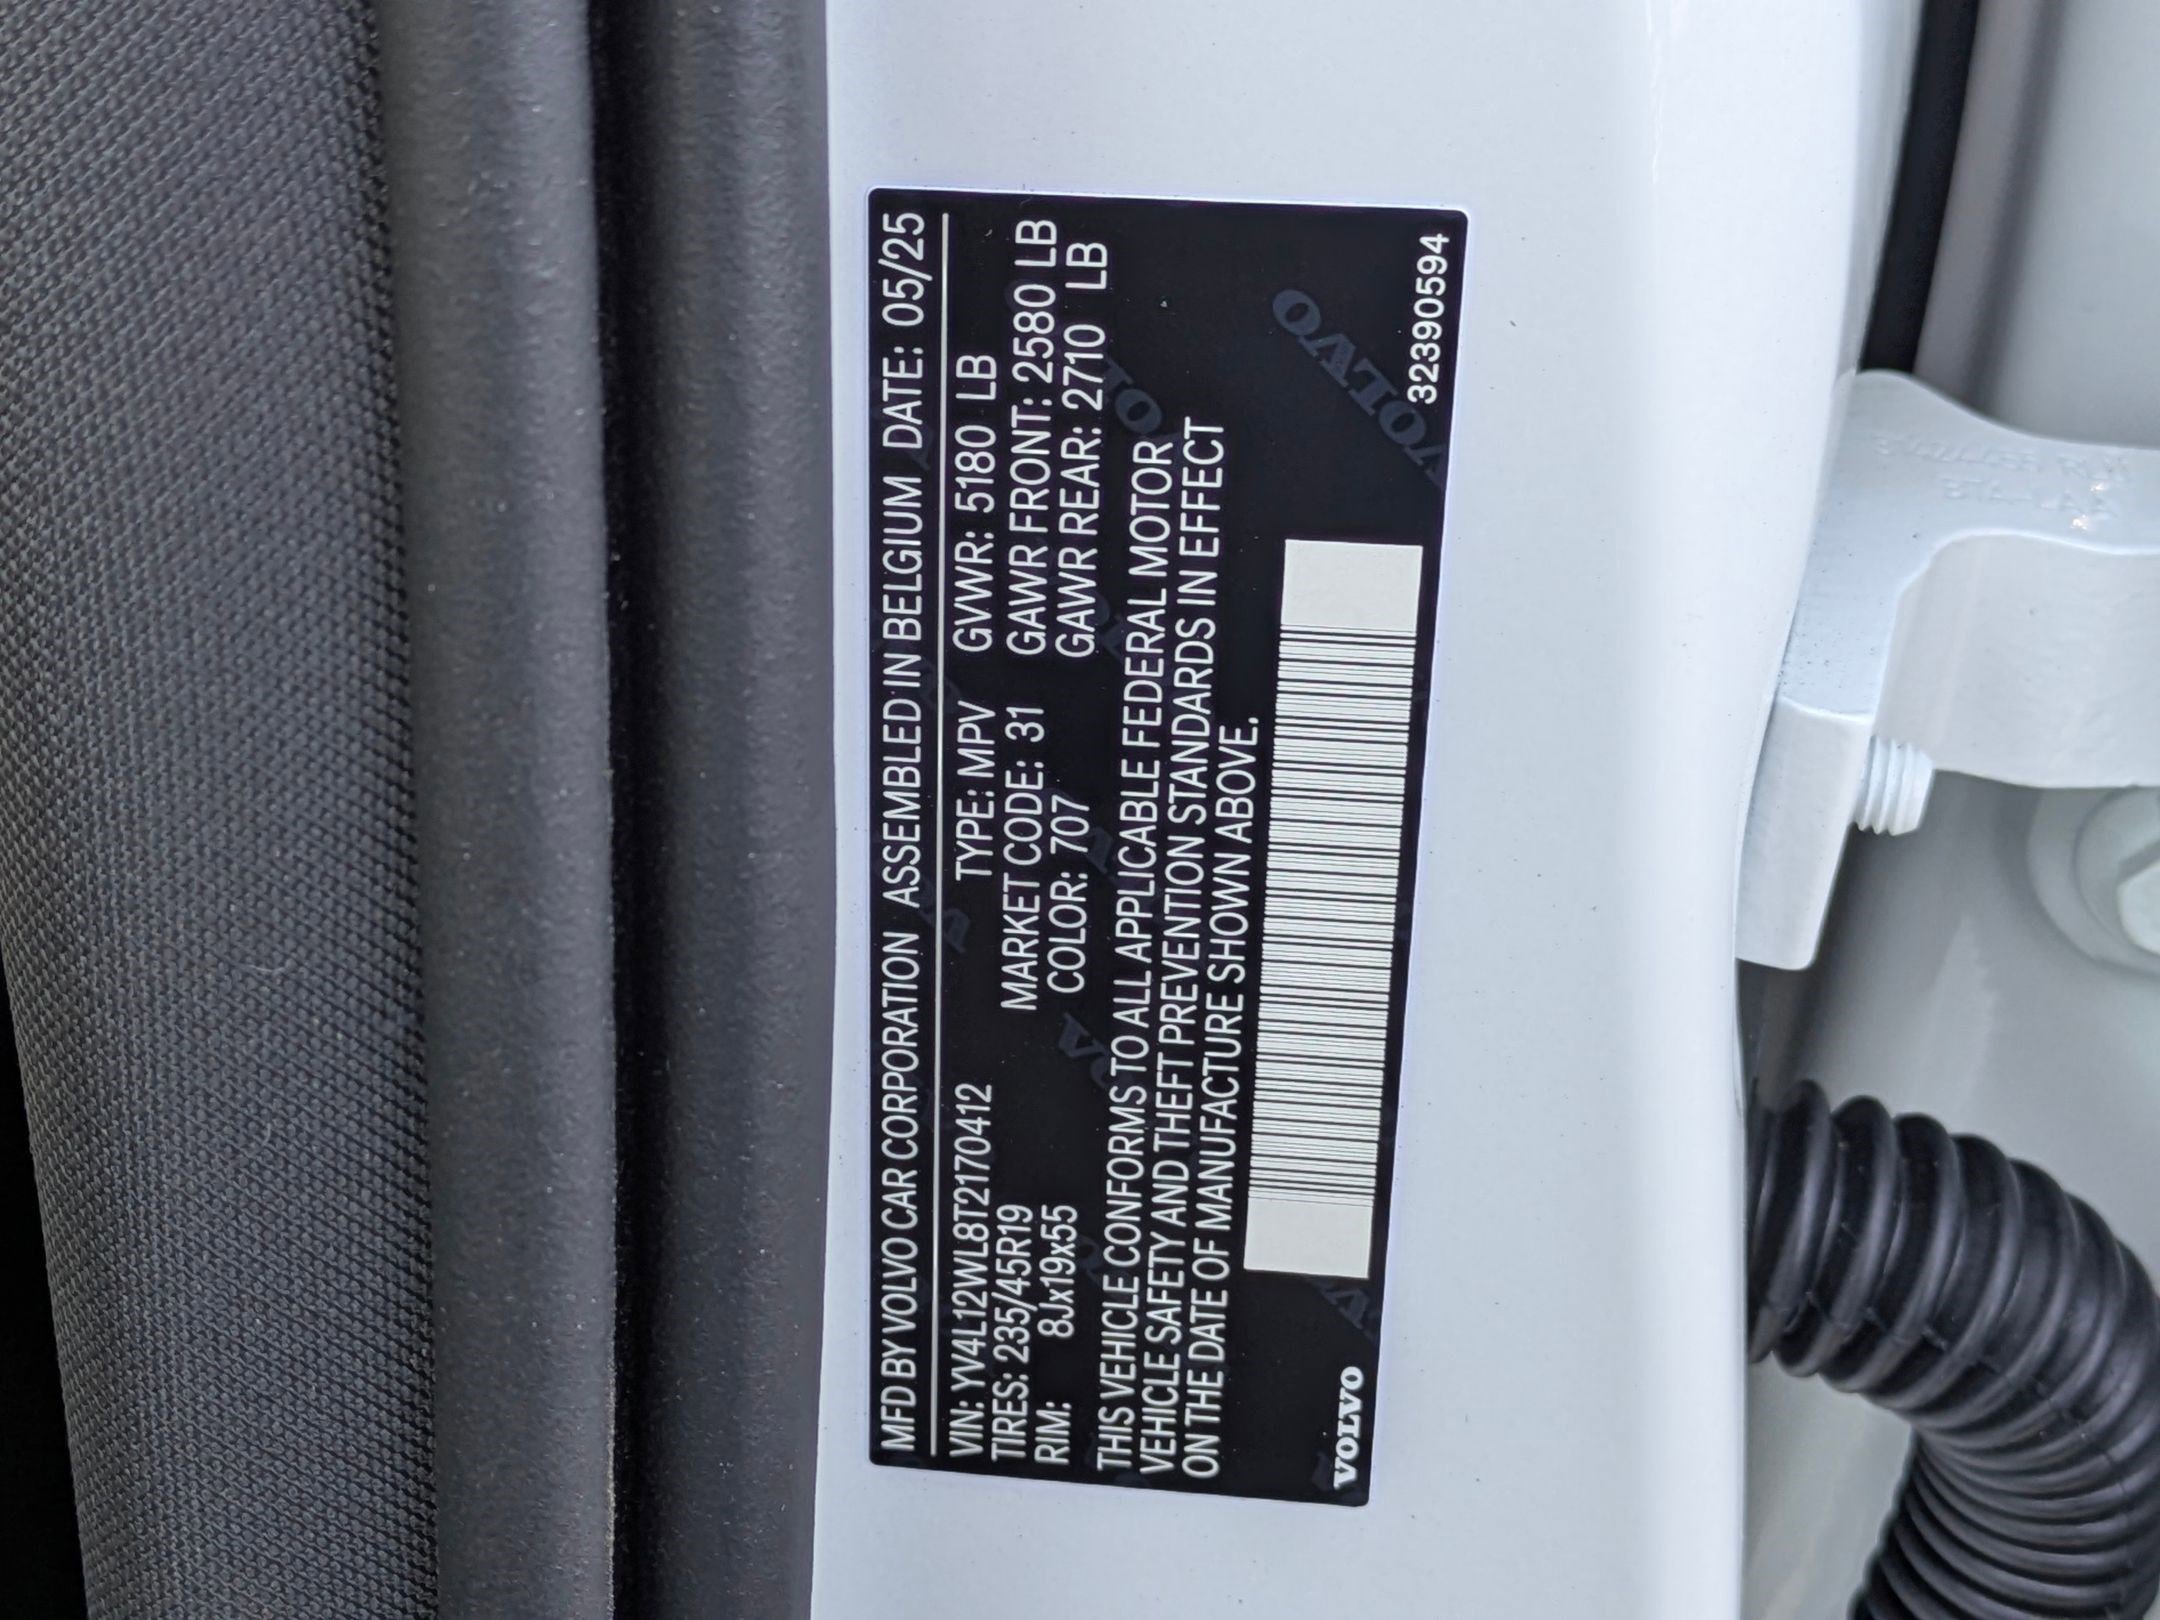 MFD BY VOLVO CAR CORPORATION ASSEMBLED IN BELGIUM DATE: 05/25
VIN: YV4L12WL8T2170412 TYPE: MPV GVWR: 5180 LB
TIRES: 235/45R19 MARKET CODE: 31 GAWR FRONT: 2580 LB
RIM: 8Jx19x55 COLOR: 707 GAWR REAR: 2710 LB
THIS VEHICLE CONFORMS TO ALL APPLICABLE FEDERAL MOTOR
VEHICLE SAFETY AND THEFT PREVENTION STANDARDS IN EFFECT
ON THE DATE OF MANUFACTURE SHOWN ABOVE.
VOLVO 32390594